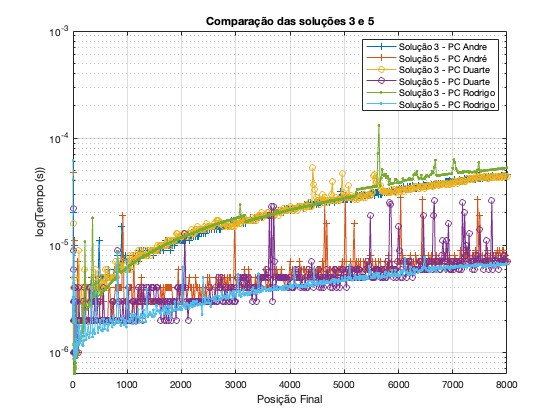 Comparação das soluções 3 e 5
10^-3
Solução 3 - PC Andre
Solução 5 - PC André
Solução 3 - PC Duarte
Solução 5 - PC Duarte
Solução 3 - PC Rodrigo
Solução 5 - PC Rodrigo
10^-4
log(Tempo (s))
10^-5
10^-6
0 1000 2000 3000 4000 5000 6000 7000 8000
Posição Final